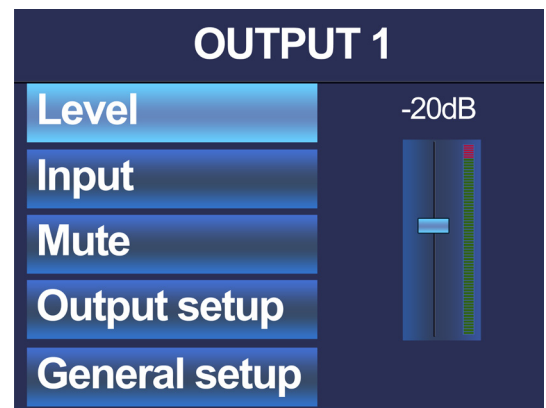 OUTPUT 1
Level
-20dB
Input
Mute
Output setup
General setup